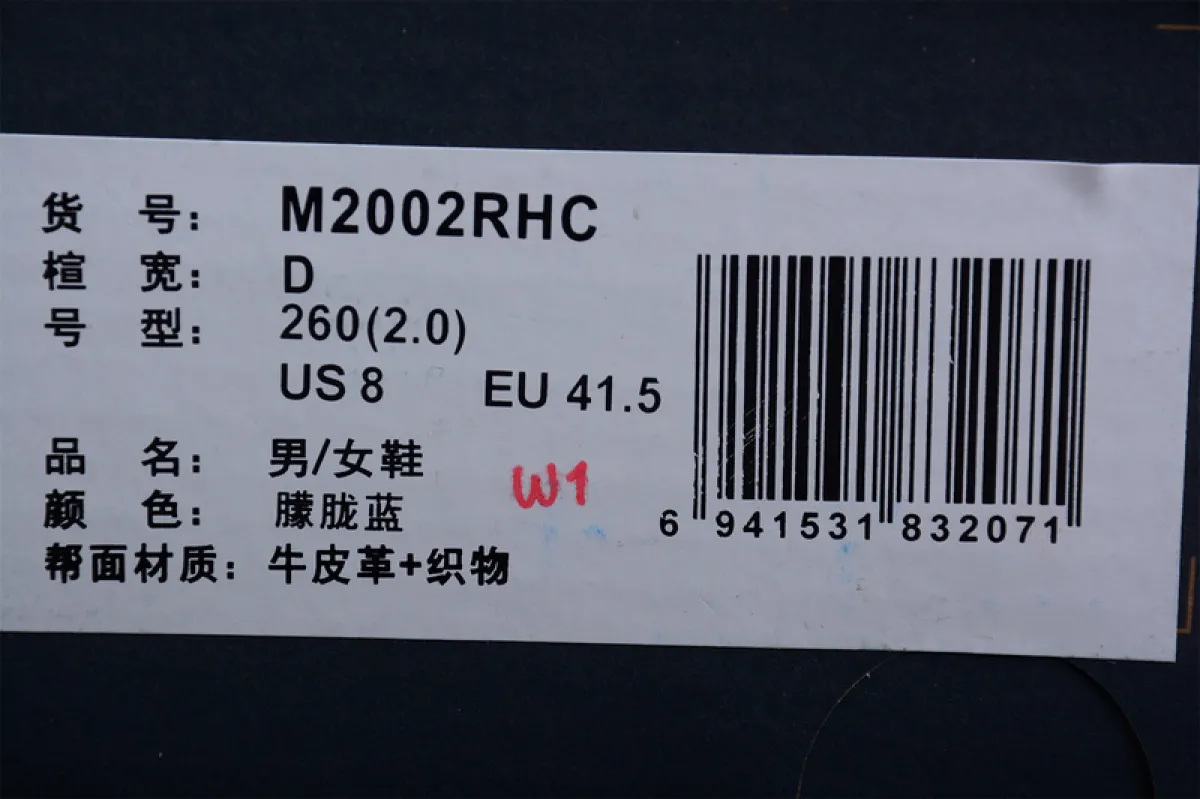 货 号: M2002RHC
楦 宽: D
号 型: 260(2.0)
US 8 EU 41.5
品 名: 男/女鞋
颜 色: 朦胧蓝
帮面材质: 牛皮革+织物
W1
6 941531 832071